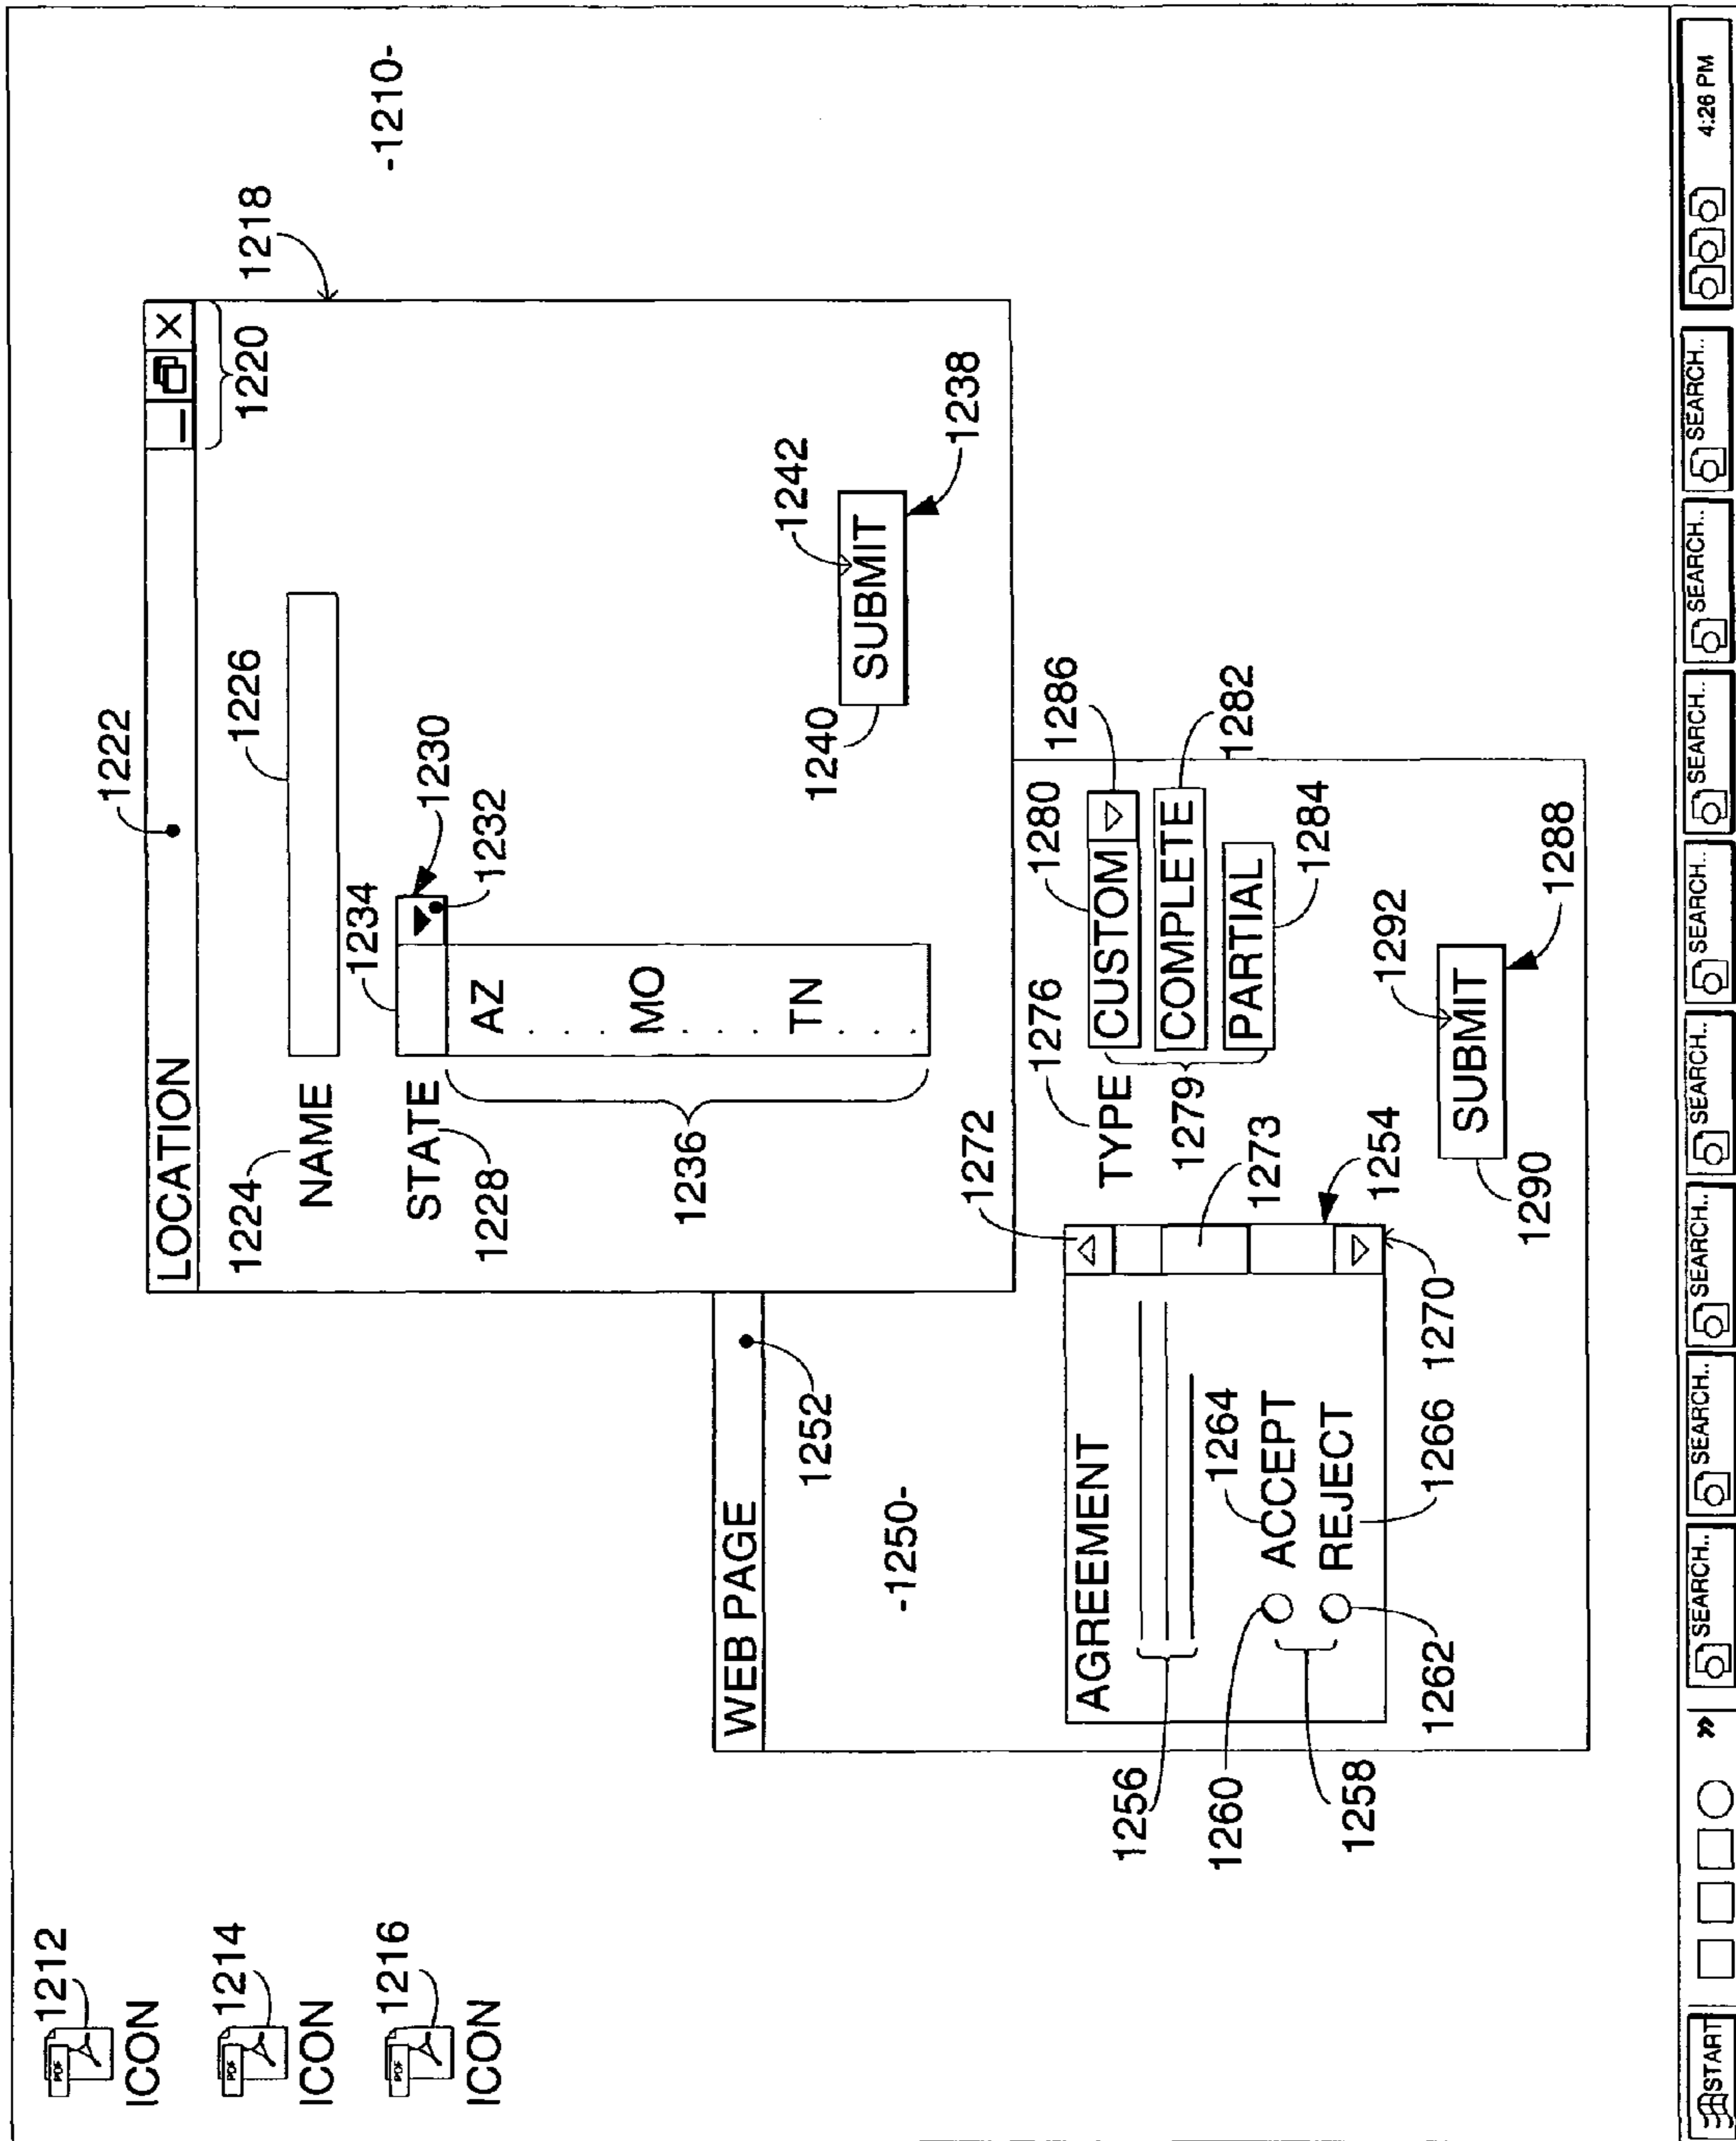 1212
PDF
ICON
1214
PDF
ICON
1216
PDF
ICON
-1210-
1222
LOCATION
1220
1218
1224
NAME
1226
STATE
1228
1234
1230
1232
AZ
MO
TN
1236
1242
SUBMIT
1240
1238
WEB PAGE
1252
-1250-
AGREEMENT
1256
1260
1264
ACCEPT
REJECT
1258
1262
1266
1270
1272
1273
1254
1276
TYPE
1279
1280
CUSTOM
1286
COMPLETE
1282
PARTIAL
1284
1292
SUBMIT
1290
1288
START
»
SEARCH..
SEARCH..
SEARCH..
SEARCH..
SEARCH..
SEARCH..
SEARCH..
SEARCH..
4:26 PM